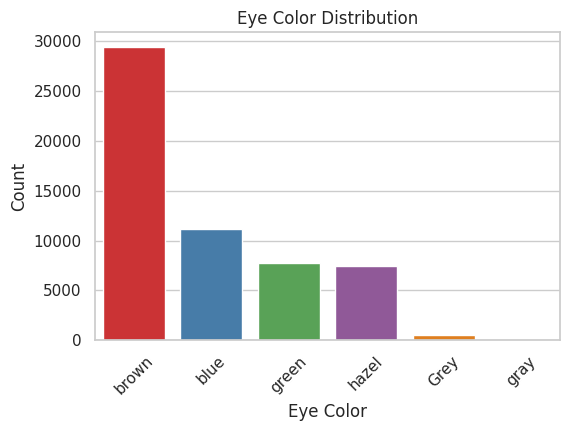 Eye Color Distribution
30000
25000
20000
15000
10000
5000
0
Count
brown
blue
green
hazel
Grey
gray
Eye Color